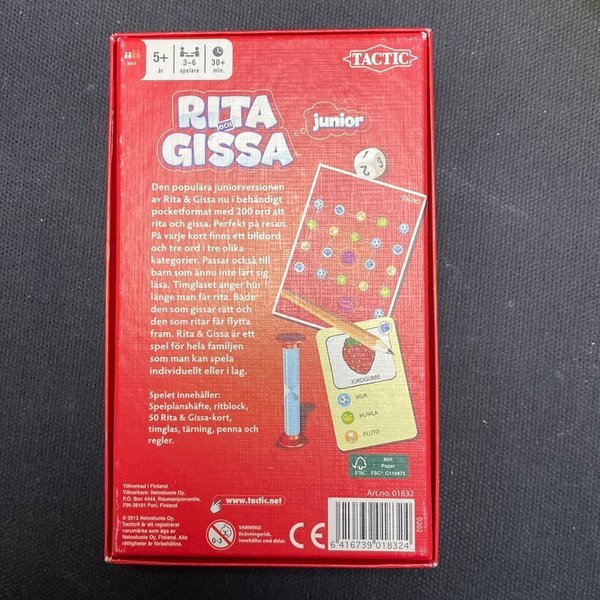 barn
5+
år
3-6
spelare
30+
min.
TACTIC
RITA
OCH
GISSA
junior
TACTIC
Den populära juniorversionen
av Rita & Gissa nu i behändigt
pocketformat med 200 ord att
rita och gissa. Perfekt på resan.
På varje kort finns ett bildord
och tre ord i tre olika
kategorier. Passar också till
barn som ännu inte lärt sig
läsa. Timglaset anger hur
länge man får rita. Både
den som gissar rätt och
den som ritar får flytta
fram. Rita & Gissa är ett
spel för hela familjen
som man kan spela
individuellt eller i lag.
Spelet innehåller:
Spelplanshäfte, ritblock,
50 Rita & Gissa-kort,
timglas, tärning, penna och
regler.
JORDGUBBE
MUR
HUMLA
PLUTO
FSC
MIX
Paper
FSC® C116675
Art.no. 01832
Tillverkad i Finland
Tillverkare: Nelostuote Oy,
P.O. Box 4444, Raumanjuovantie,
FIN-28101 Pori, Finland
© 2013 Nelostuote Oy.
Tactic® är ett registrerat
varumärke som ägs av
Nelostuote Oy, Finland. Alla
rättigheter är förbehållna.
www.tactic.net
0-3
VARNING!
Kvävningsrisk.
Innehåller små delar.
CE
6 416739 018324